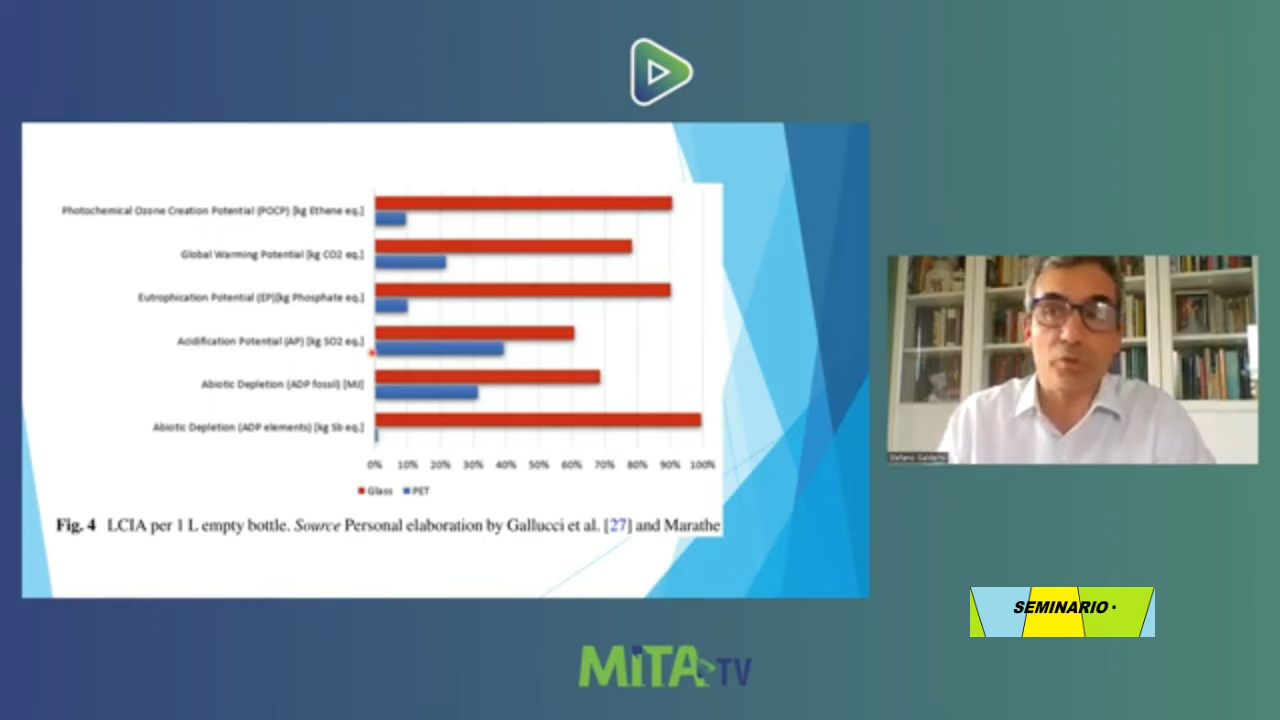 Photochemical Ozone Creation Potential (POCP) [kg Ethene eq.]
Global Warming Potential [kg CO2 eq.]
Eutrophication Potential (EP)[kg Phosphate eq.]
Acidification Potential (AP) [kg SO2 eq.]
Abiotic Depletion (ADP fossil) [MJ]
Abiotic Depletion (ADP elements) [kg Sb eq.]
0% 10% 20% 30% 40% 50% 60% 70% 80% 90% 100%
Glass PET
Fig. 4 LCIA per 1 L empty bottle. Source Personal elaboration by Gallucci et al. [27] and Marathe
Stefano
SEMINARIO •
MiTA TV